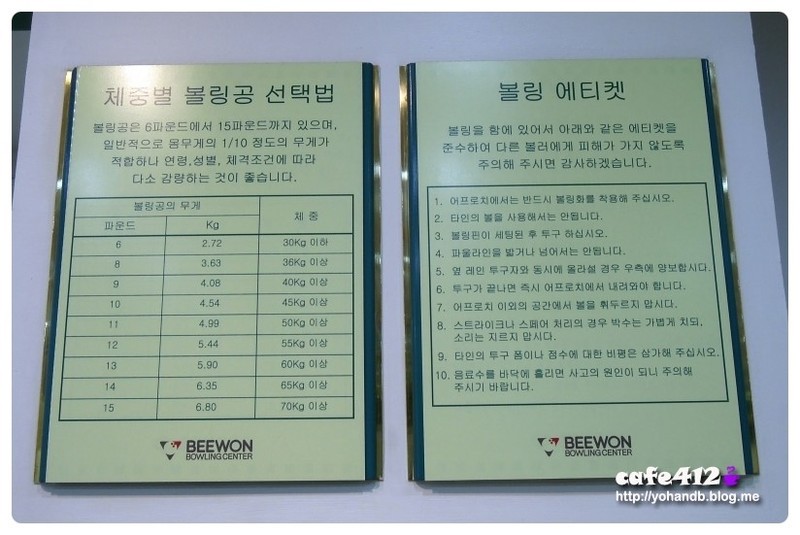 체중별 볼링공 선택법
볼링공은 6파운드에서 15파운드까지 있으며,
일반적으로 몸무게의 1/10 정도의 무게가
적합하나 연령,성별, 체격조건에 따라
다소 감량하는 것이 좋습니다.
볼링공의 무게 체 중
파운드 Kg
6 2.72 30Kg 이하
8 3.63 36Kg 이상
9 4.08 40Kg 이상
10 4.54 45Kg 이상
11 4.99 50Kg 이상
12 5.44 55Kg 이상
13 5.90 60Kg 이상
14 6.35 65Kg 이상
15 6.80 70Kg 이상
BEEWON
BOWLING CENTER
볼링 에티켓
볼링을 함에 있어서 아래와 같은 에티켓을
준수하여 다른 볼러에게 피해가 가지 않도록
주의해 주시면 감사하겠습니다.
1. 어프로치에서는 반드시 볼링화를 착용해 주십시오.
2. 타인의 볼을 사용해서는 안됩니다.
3. 볼링핀이 세팅된 후 투구 하십시오.
4. 파울라인을 밟거나 넘어서는 안됩니다.
5. 옆 레인 투구자와 동시에 올라설 경우 우측에 양보합시다.
6. 투구가 끝나면 즉시 어프로치에서 내려와야 합니다.
7. 어프로치 이외의 공간에서 볼을 휘두르지 맙시다.
8. 스트라이크나 스페어 처리의 경우 박수는 가볍게 치되,
소리는 지르지 맙시다.
9. 타인의 투구 폼이나 점수에 대한 비평은 삼가해 주십시오.
10. 음료수를 바닥에 흘리면 사고의 원인이 되니 주의해
주시기 바랍니다.
BEEWON
BOWLING CENTER
cafe412
http://yohandb.blog.me